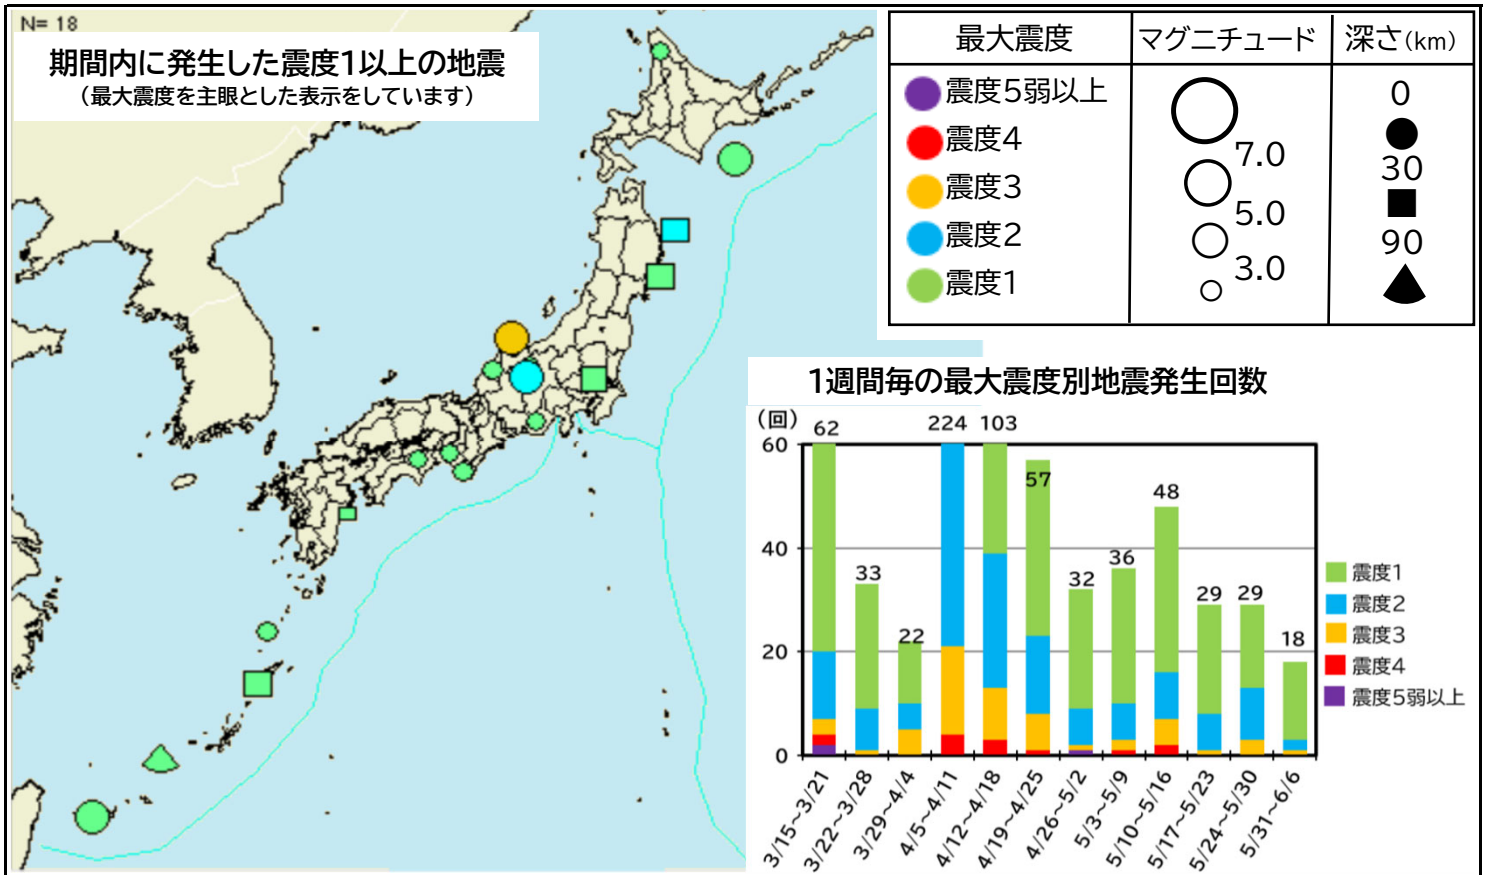 N= 18
期間内に発生した震度1以上の地震
（最大震度を主眼とした表示をしています）
最大震度 マグニチュード 深さ(km)
震度5弱以上
震度4
震度3
震度2
震度1
7.0
5.0
3.0
0
30
90
1週間毎の最大震度別地震発生回数
(回)
62 33 22 224 103 57 32 36 48 29 29 18
60
40
20
0
3/15~3/21
3/22~3/28
3/29~4/4
4/5~4/11
4/12~4/18
4/19~4/25
4/26~5/2
5/3~5/9
5/10~5/16
5/17~5/23
5/24~5/30
5/31~6/6
震度1
震度2
震度3
震度4
震度5弱以上